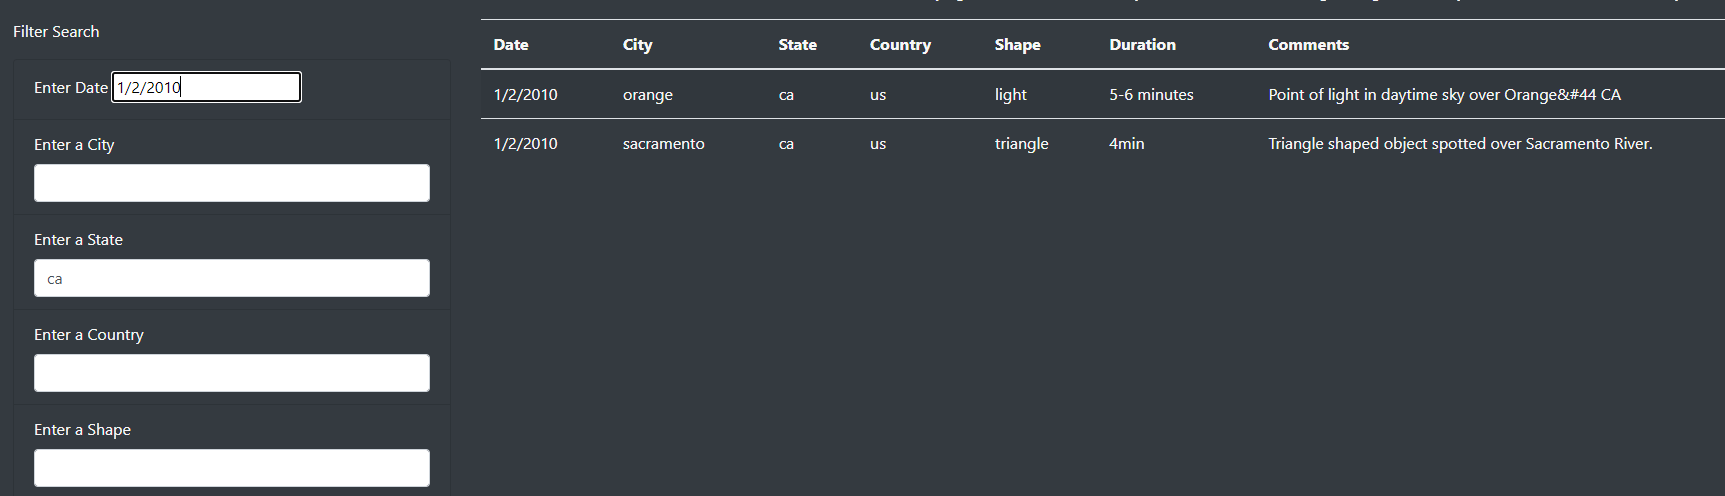 Filter Search
Enter Date 1/2/2010
Enter a City
Enter a State
ca
Enter a Country
Enter a Shape
Date City State Country Shape Duration Comments
1/2/2010 orange ca us light 5-6 minutes Point of light in daytime sky over Orange&#44 CA
1/2/2010 sacramento ca us triangle 4min Triangle shaped object spotted over Sacramento River.